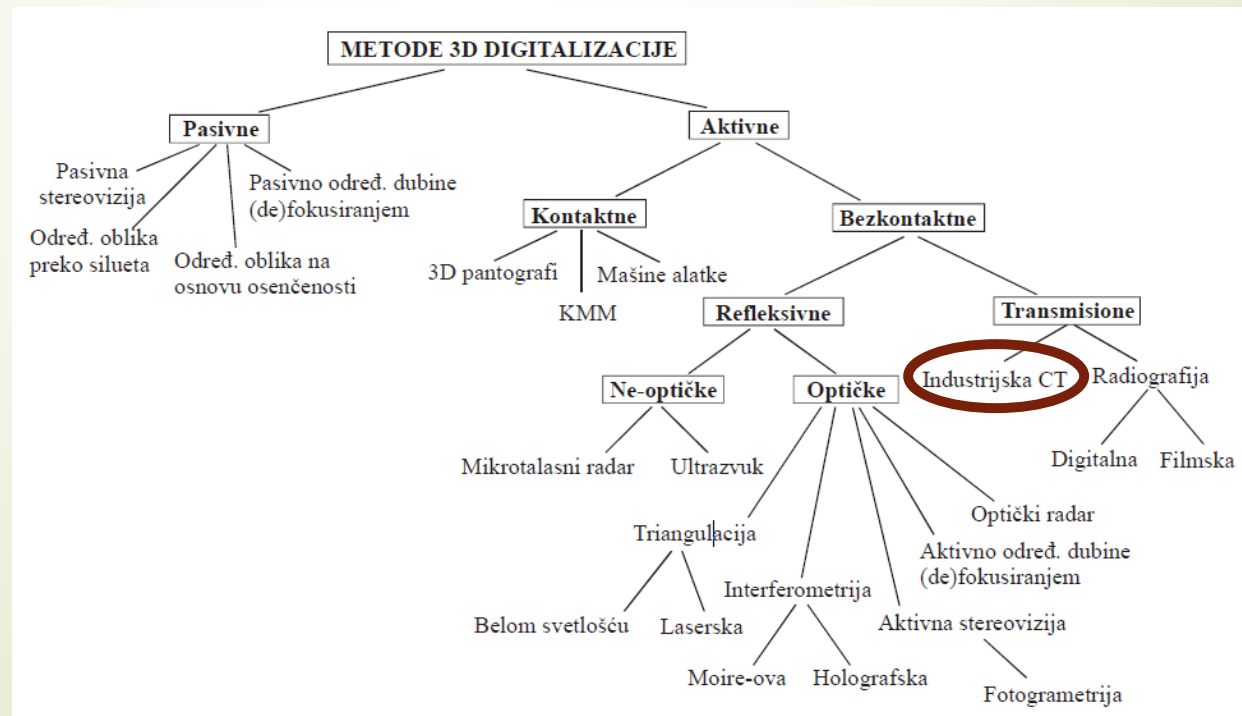 METODE 3D DIGITALIZACIJE
Pasivne
Aktivne
Pasivna
stereovizija
Pasivno određ. dubine
(de)fokusiranjem
Određ. oblika
preko silueta
Određ. oblika na
osnovu osenčenosti
Kontaktne
Bezkontaktne
3D pantografi
Mašine alatke
KMM
Refleksivne
Transmisione
Ne-optičke
Optičke
Industrijska CT
Radiografija
Mikrotalasni radar
Ultrazvuk
Digitalna
Filmska
Triangulacija
Optički radar
Aktivno određ. dubine
(de)fokusiranjem
Interferometrija
Belom svetlošću
Laserska
Aktivna stereovizija
Moire-ova
Holografska
Fotogrametrija